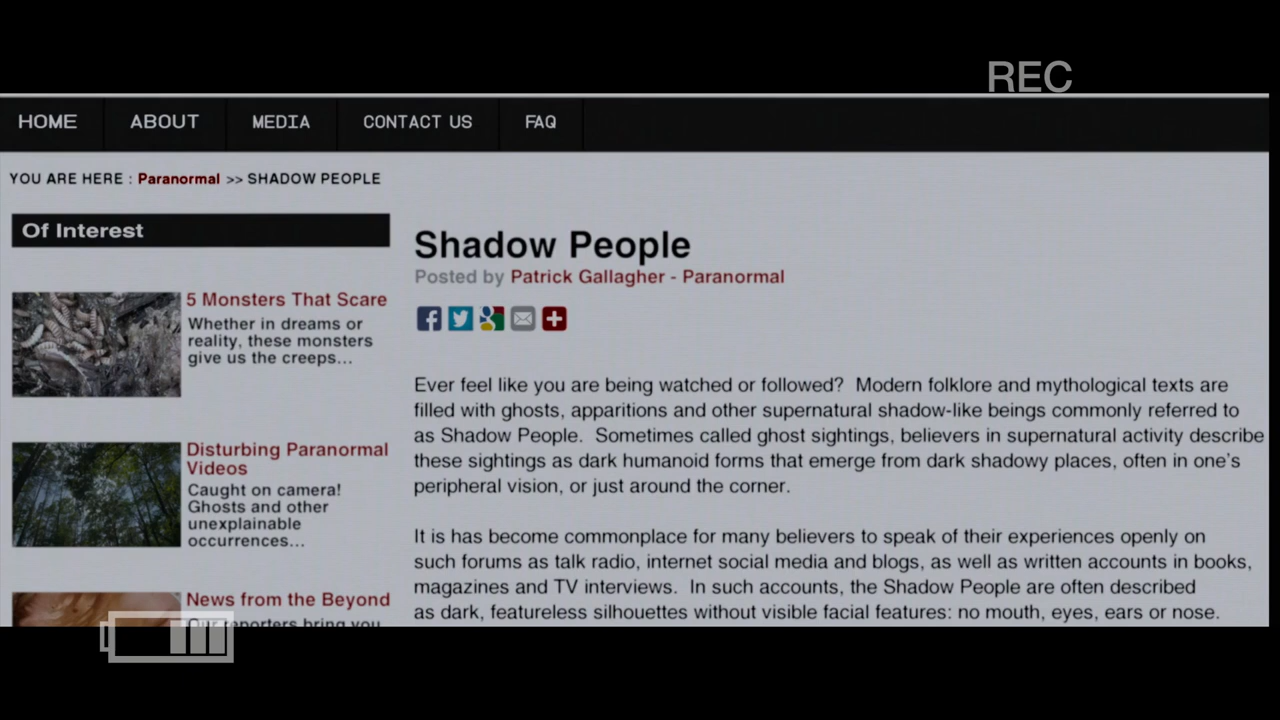 REC
HOME ABOUT MEDIA CONTACT US FAQ
YOU ARE HERE : Paranormal >> SHADOW PEOPLE
Of Interest
5 Monsters That Scare
Whether in dreams or
reality, these monsters
give us the creeps...
Disturbing Paranormal
Videos
Caught on camera!
Ghosts and other
unexplainable
occurrences...
News from the Beyond
Our reporters bring you
Shadow People
Posted by Patrick Gallagher - Paranormal
Ever feel like you are being watched or followed? Modern folklore and mythological texts are
filled with ghosts, apparitions and other supernatural shadow-like beings commonly referred to
as Shadow People. Sometimes called ghost sightings, believers in supernatural activity describe
these sightings as dark humanoid forms that emerge from dark shadowy places, often in one's
peripheral vision, or just around the corner.
It is has become commonplace for many believers to speak of their experiences openly on
such forums as talk radio, internet social media and blogs, as well as written accounts in books,
magazines and TV interviews. In such accounts, the Shadow People are often described
as dark, featureless silhouettes without visible facial features: no mouth, eyes, ears or nose.